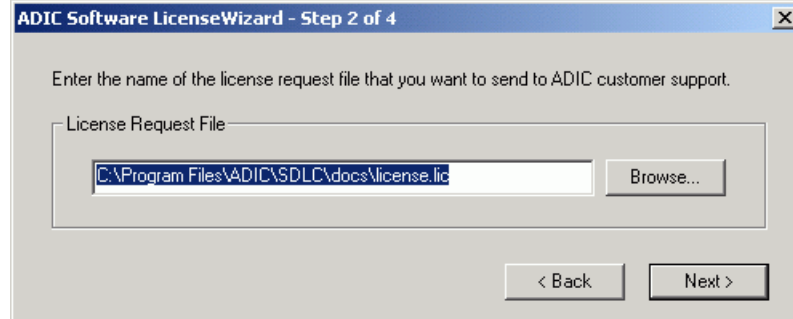 ADIC Software LicenseWizard - Step 2 of 4
Enter the name of the license request file that you want to send to ADIC customer support.
License Request File
C:\Program Files\ADIC\SDLC\docs\license.lic
Browse...
< Back
Next >